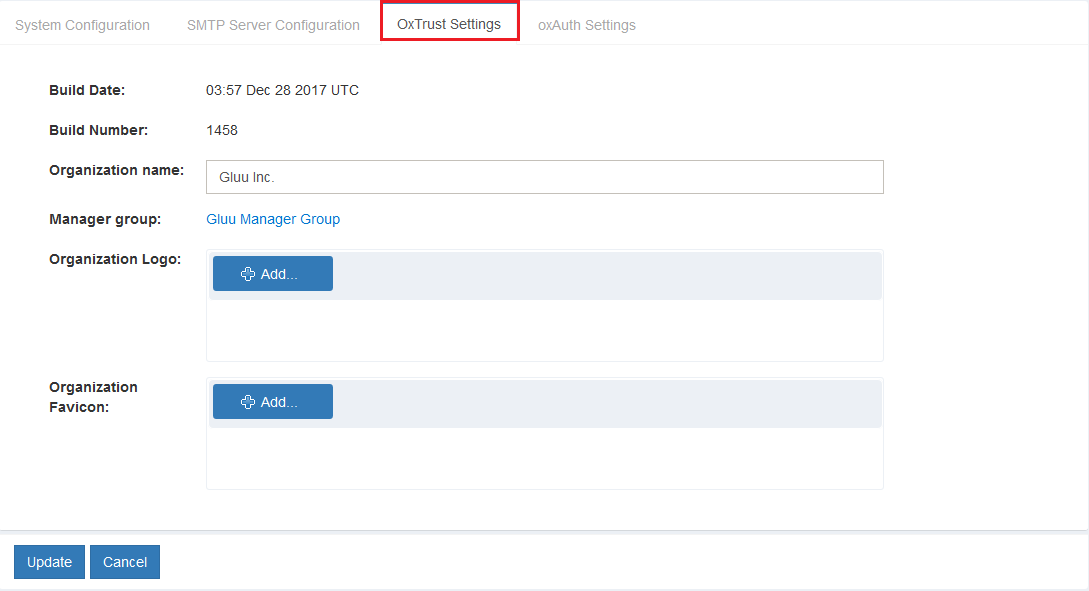 System Configuration SMTP Server Configuration OxTrust Settings oxAuth Settings
Build Date: 03:57 Dec 28 2017 UTC
Build Number: 1458
Organization name: Gluu Inc.
Manager group: Gluu Manager Group
Organization Logo: Add...
Organization
Favicon: Add...
Update Cancel